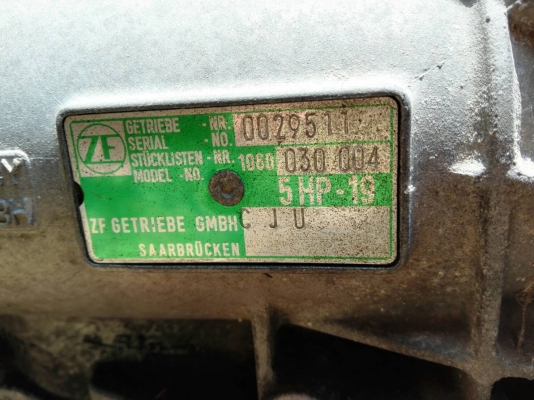 ZF
GETRIEBE -NR. 0029511
SERIAL -NO.
STÜCKLISTEN -NR. 1060 030 004
MODEL -NO.
5 HP-19
ZF GETRIEBE GMBH C J U
SAARBRÜCKEN